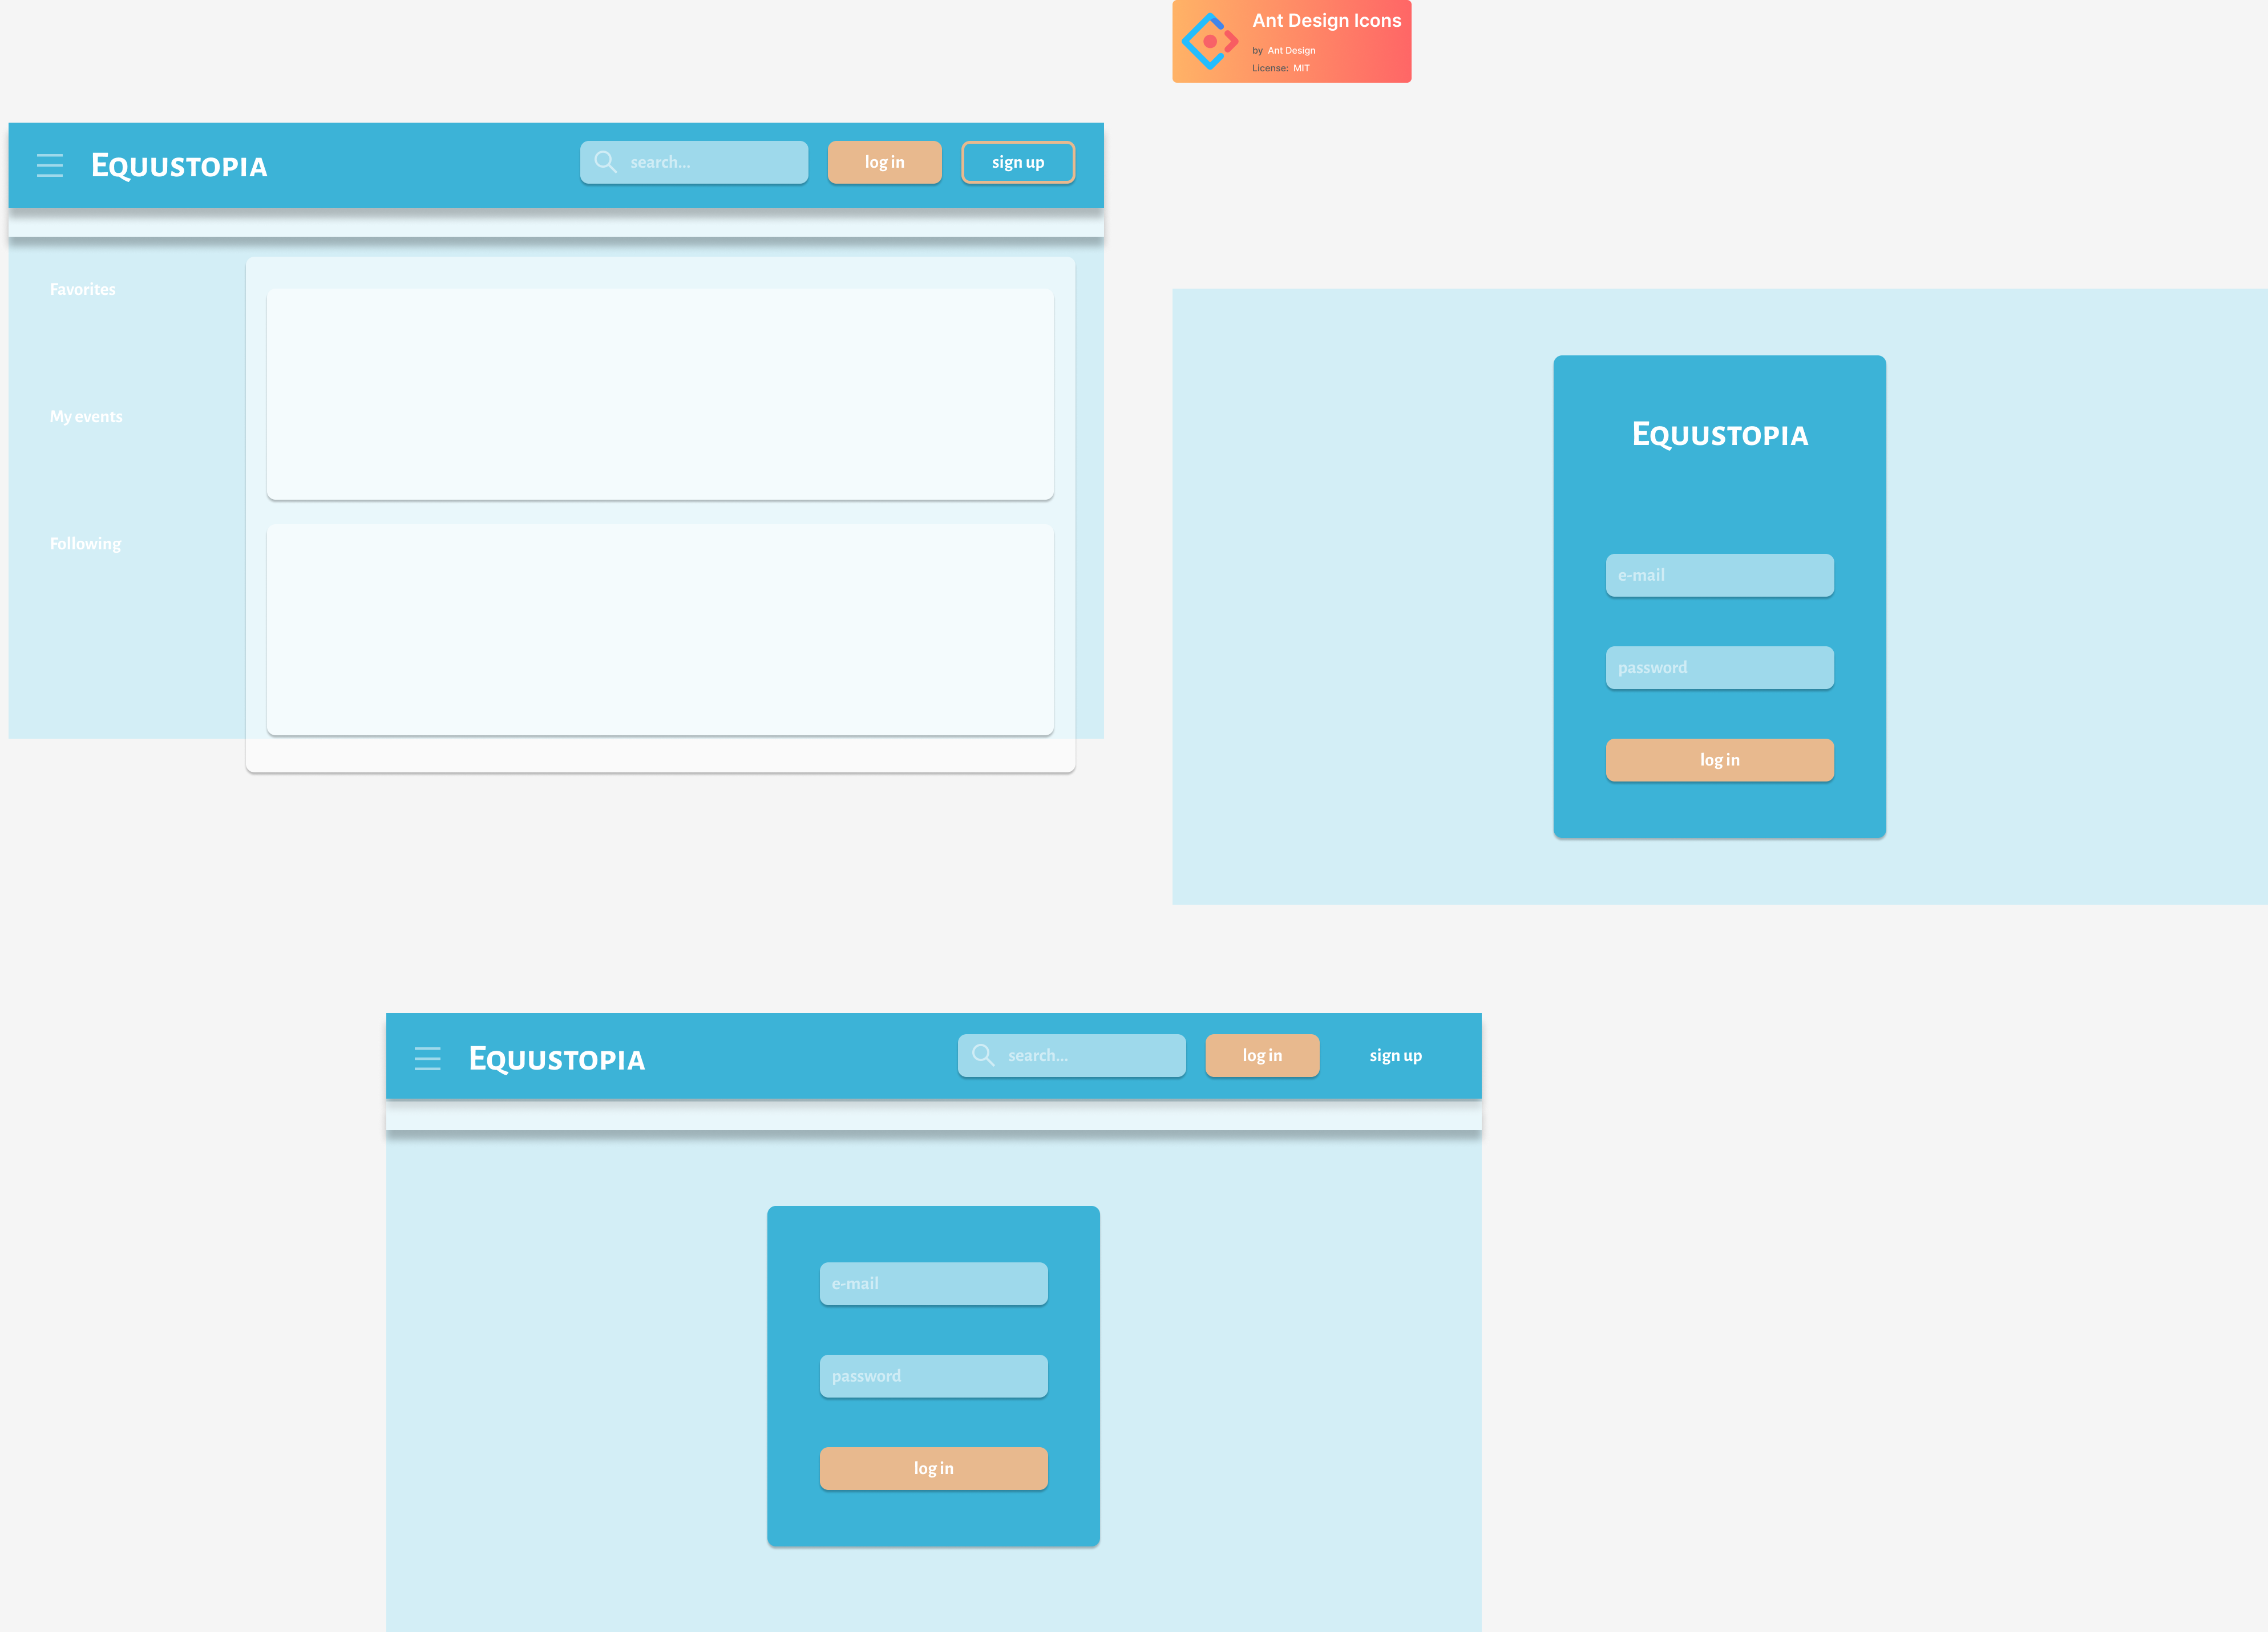 Ant Design Icons
by Ant Design
License: MIT
Equustopia
search...
log in
sign up
Favorites
My events
Following
Equustopia
e-mail
password
log in
Equustopia
search...
log in
sign up
e-mail
password
log in